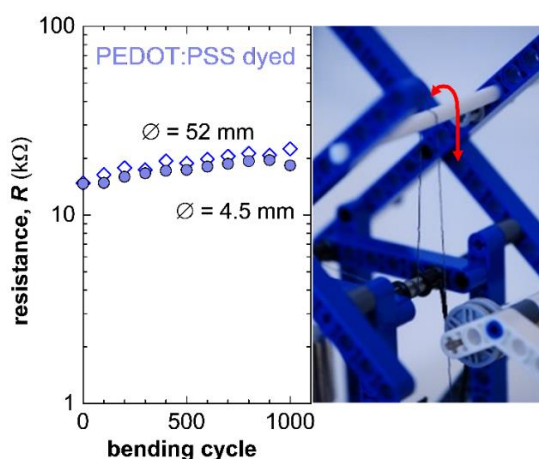 100
PEDOT:PSS dyed
∅ = 52 mm
10
∅ = 4.5 mm
1
resistance, R (kΩ)
0 500 1000
bending cycle